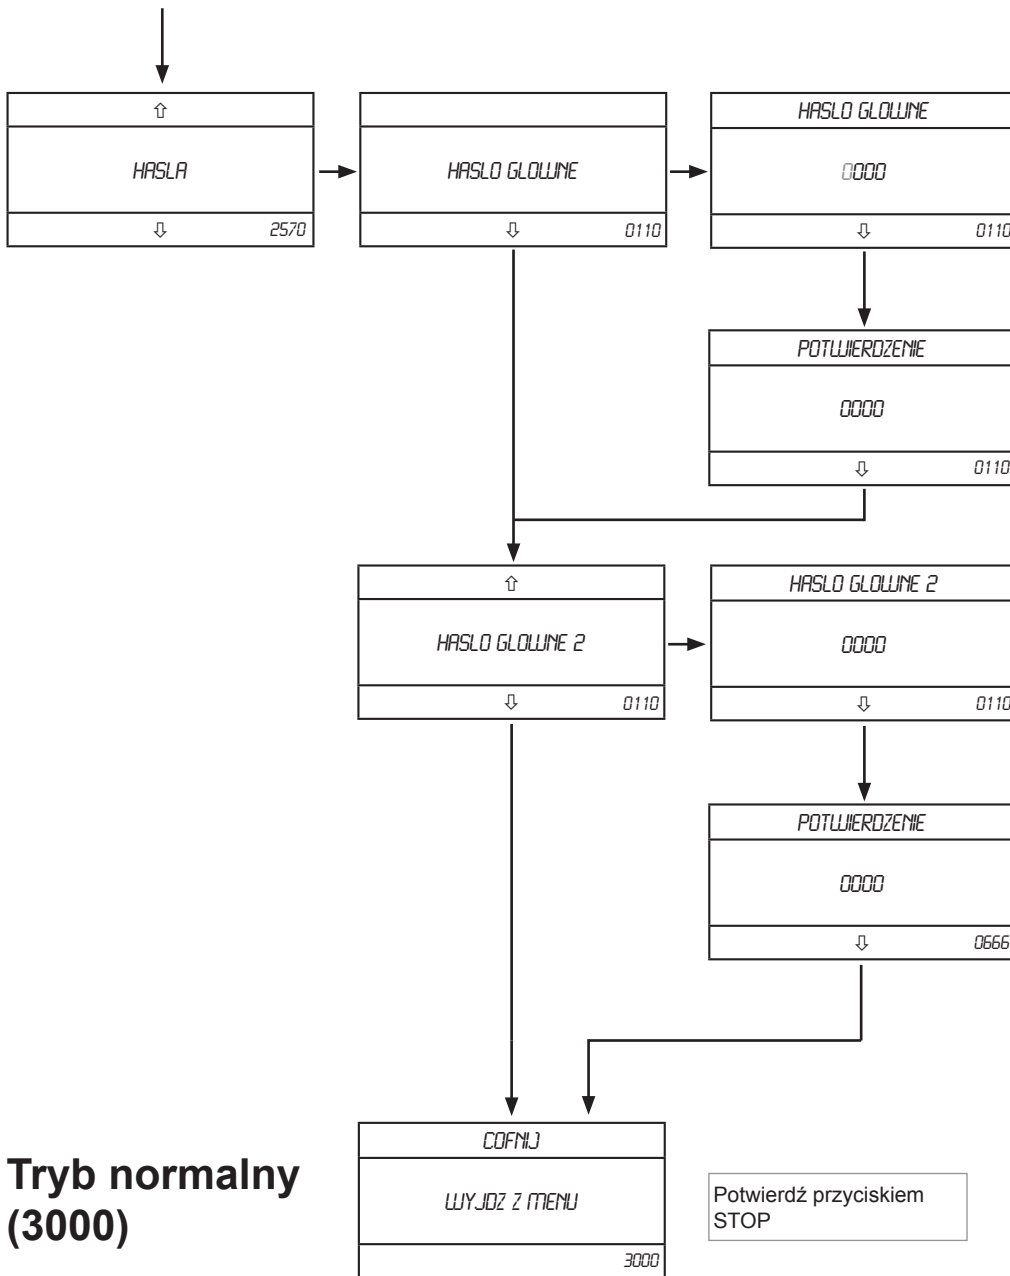 ⇧
HASLA
⇩ 2570
HASLO GLOWNE
⇩ 0110
HASLO GLOWNE
0000
⇩ 0110
POTWIERDZENIE
0000
⇩ 0110
⇧
HASLO GLOWNE 2
⇩ 0110
HASLO GLOWNE 2
0000
⇩ 0110
POTWIERDZENIE
0000
⇩ 0666
Tryb normalny
(3000)
COFNIJ
WYJDZ Z MENU
3000
Potwierdź przyciskiem
STOP